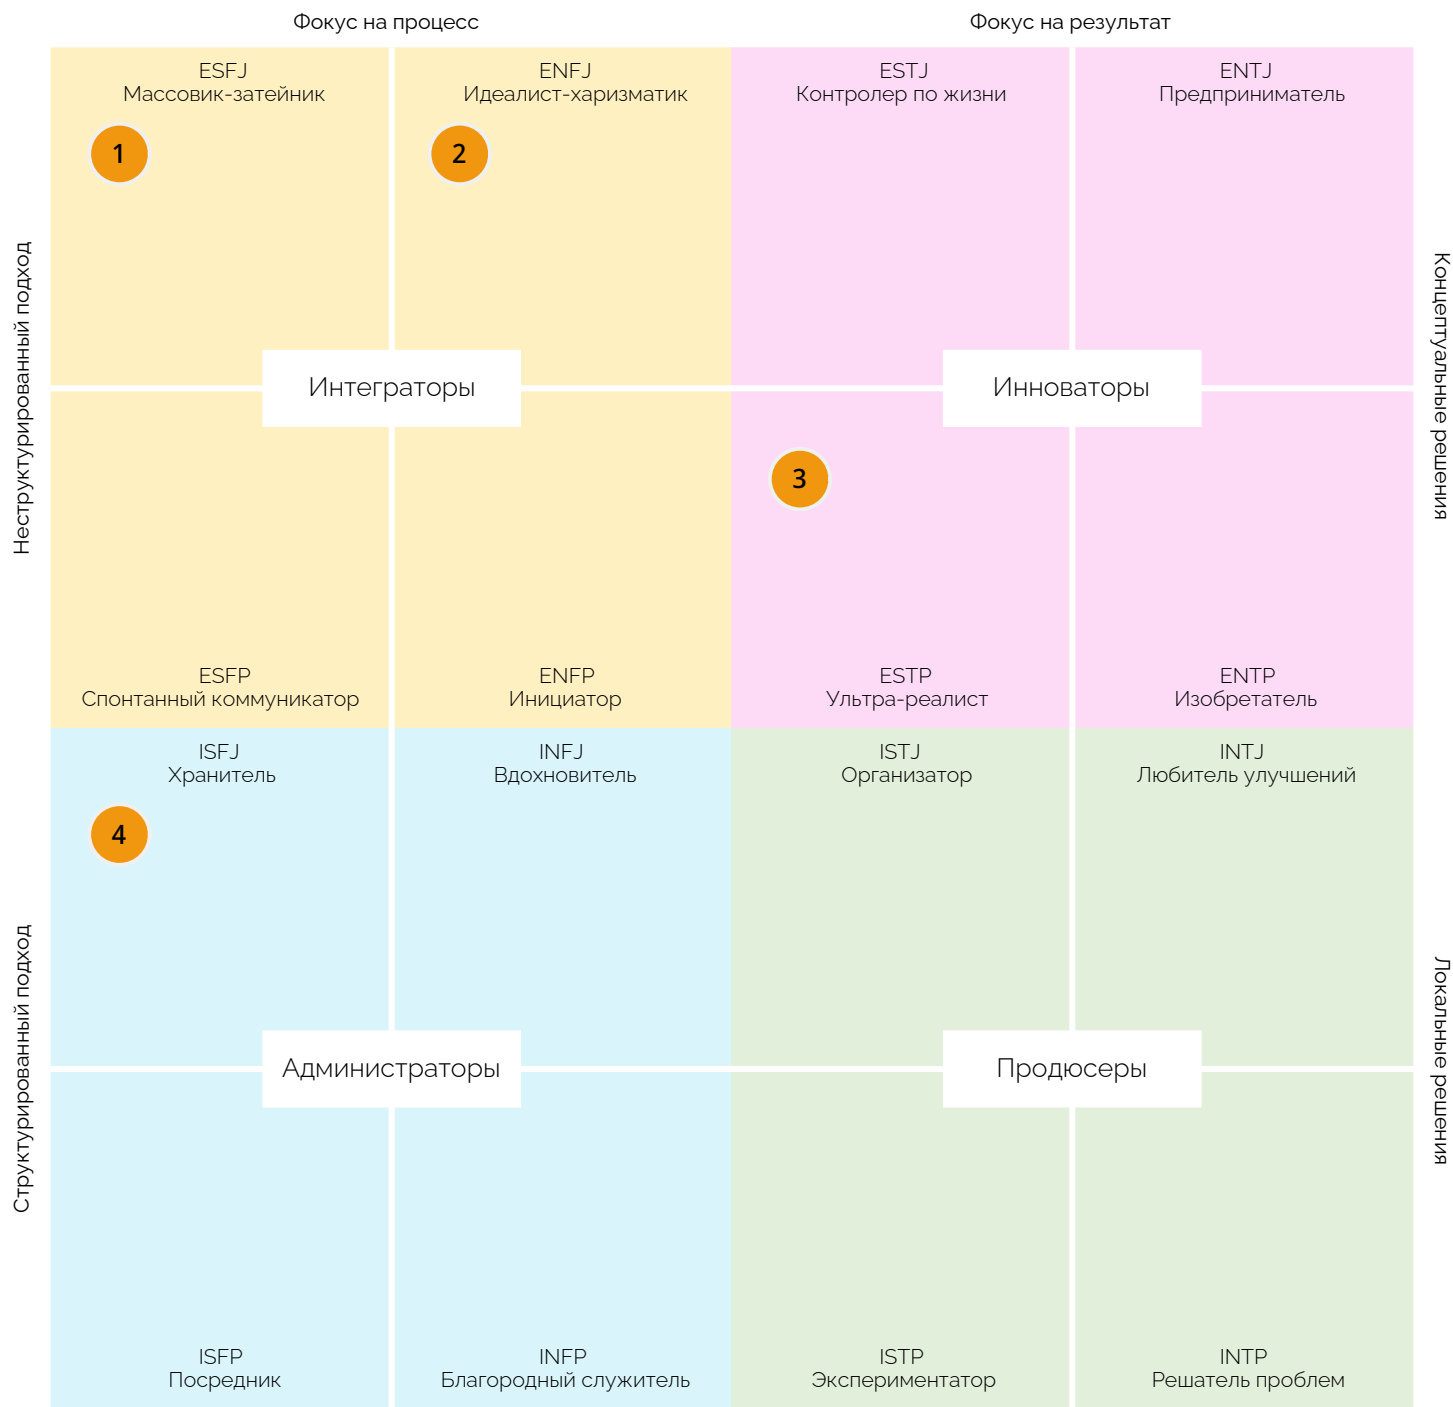 Фокус на процесс
Фокус на результат
ESFJ
Массовик-затейник
ENFJ
Идеалист-харизматик
ESTJ
Контролер по жизни
ENTJ
Предприниматель
1
2
Неструктурированный подход
Концептуальные решения
Интеграторы
Инноваторы
3
ESFP
Спонтанный коммуникатор
ENFP
Инициатор
ESTP
Ультра-реалист
ENTP
Изобретатель
ISFJ
Хранитель
INFJ
Вдохновитель
ISTJ
Организатор
INTJ
Любитель улучшений
4
Структурированный подход
Локальные решения
Администраторы
Продюсеры
ISFP
Посредник
INFP
Благородный служитель
ISTP
Экспериментатор
INTP
Решатель проблем